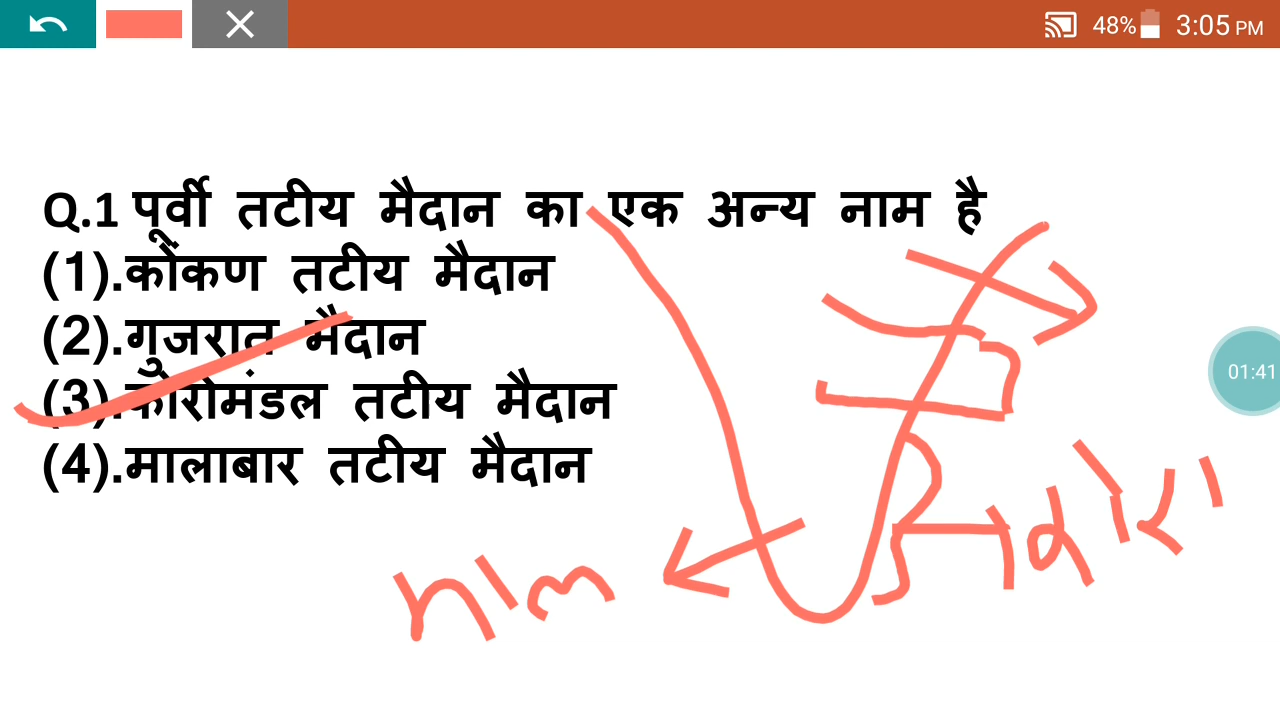 48% 3:05 PM
Q.1 पूर्वी तटीय मैदान का एक अन्य नाम है
(1).कोंकण तटीय मैदान
(2).गुजरात मैदान
(3).कोरोमंडल तटीय मैदान
(4).मालाबार तटीय मैदान
01:41